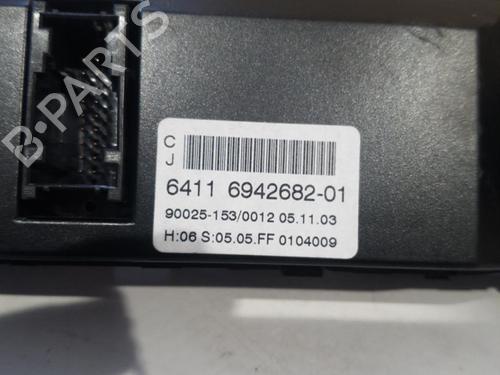 B-PARTS
C
J
6411 6942682-01
90025-153/0012 05.11.03
H:06 S:05.05.FF 0104009